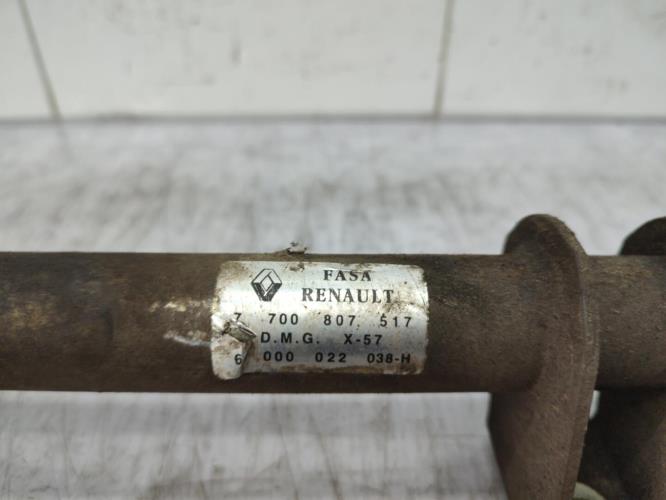 FASA
RENAULT
7 700 807 517
D.M.G. X-57
6 000 022 038-H